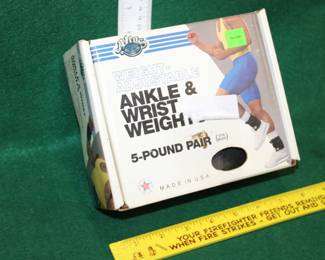 WEIGHT-
ADJUSTABLE
ANKLE &
WRIST
WEIGHTS
5-POUND PAIR
MADE IN U.S.A.
YOUR FIREFIGHTER FRIENDS REMIND
WHEN FIRE STRIKES - GET OUT AND S